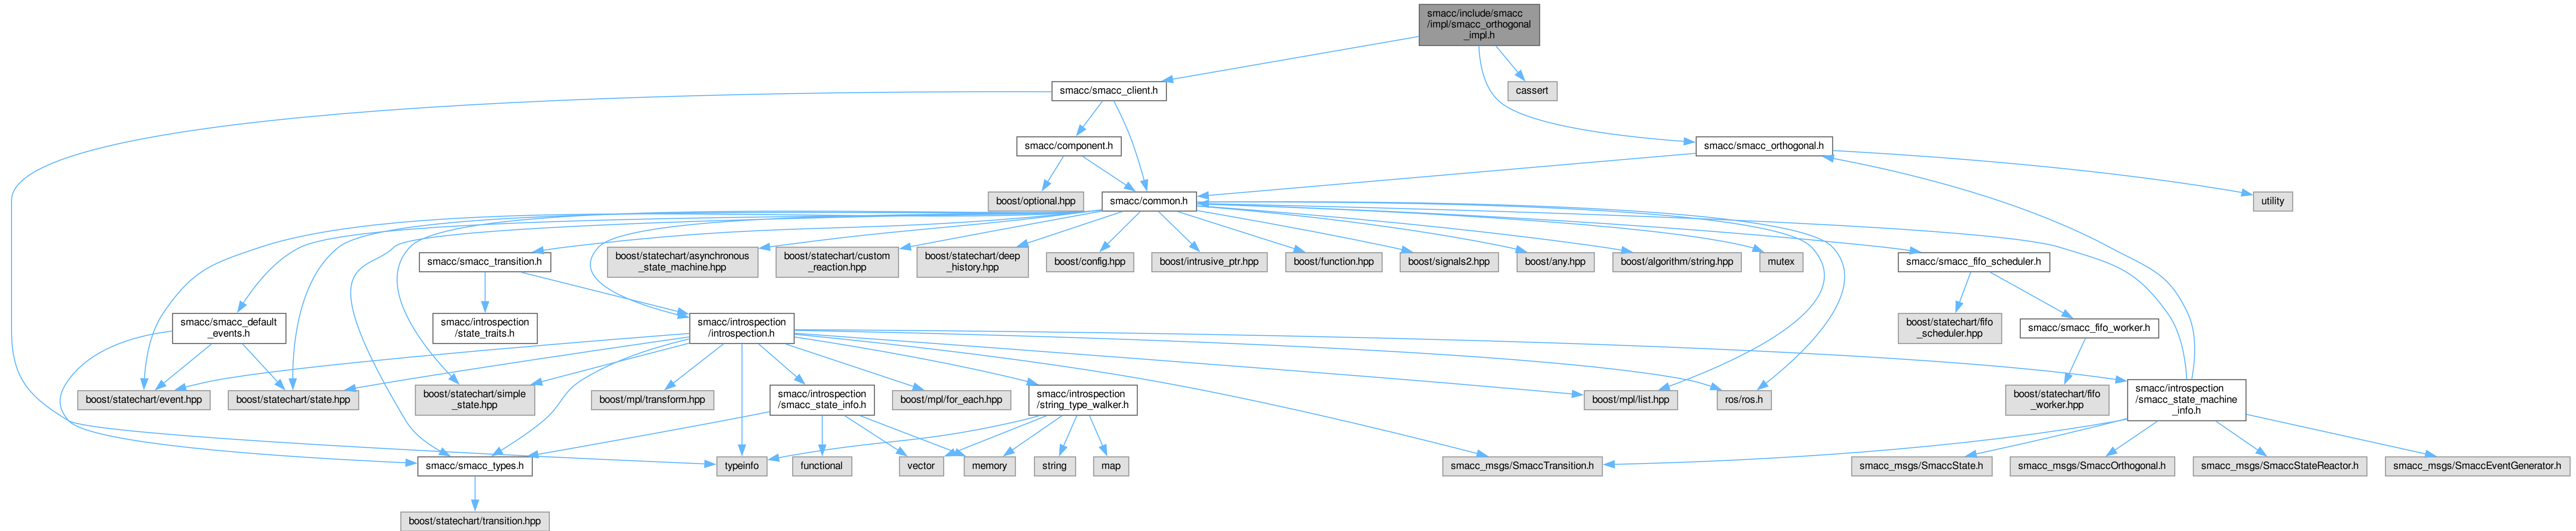 smacc/include/smacc
/impl/smacc_orthogonal
_impl.h
smacc/smacc_client.h
cassert
smacc/component.h
smacc/smacc_orthogonal.h
boost/optional.hpp
smacc/common.h
utility
smacc/smacc_transition.h
boost/statechart/asynchronous
_state_machine.hpp
boost/statechart/custom
_reaction.hpp
boost/statechart/deep
_history.hpp
boost/config.hpp
boost/intrusive_ptr.hpp
boost/function.hpp
boost/signals2.hpp
boost/any.hpp
boost/algorithm/string.hpp
mutex
smacc/smacc_fifo_scheduler.h
smacc/smacc_default
_events.h
smacc/introspection
/state_traits.h
smacc/introspection
/introspection.h
boost/statechart/fifo
_scheduler.hpp
smacc/smacc_fifo_worker.h
boost/statechart/event.hpp
boost/statechart/state.hpp
boost/statechart/simple
_state.hpp
boost/mpl/transform.hpp
smacc/introspection
/smacc_state_info.h
boost/mpl/for_each.hpp
smacc/introspection
/string_type_walker.h
boost/mpl/list.hpp
ros/ros.h
boost/statechart/fifo
_worker.hpp
smacc/introspection
/smacc_state_machine
_info.h
smacc/smacc_types.h
typeinfo
functional
vector
memory
string
map
smacc_msgs/SmaccTransition.h
smacc_msgs/SmaccState.h
smacc_msgs/SmaccOrthogonal.h
smacc_msgs/SmaccStateReactor.h
smacc_msgs/SmaccEventGenerator.h
boost/statechart/transition.hpp